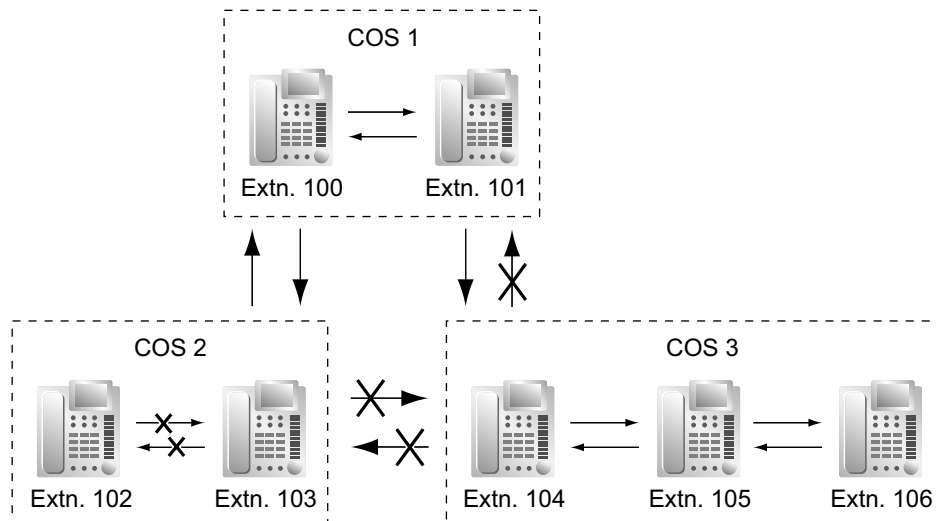 COS 1
Extn. 100
Extn. 101
COS 2
COS 3
Extn. 102
Extn. 103
Extn. 104
Extn. 105
Extn. 106